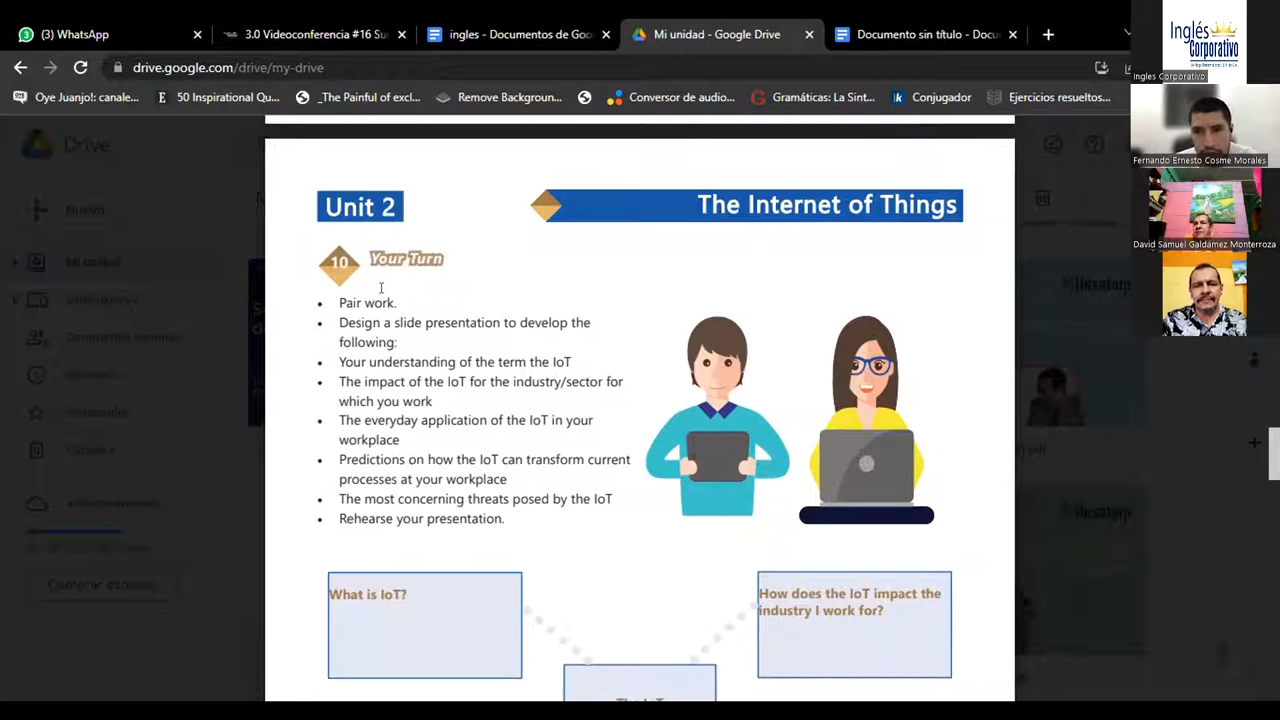 (3) WhatsApp
3.0 Videoconferencia #16 Su
ingles - Documentos de Goo
Mi unidad - Google Drive
Documento sin título - Docu
drive.google.com/drive/my-drive
Oye Juanjo!: canale...
50 Inspirational Qu...
_The Painful of excl...
Remove Backgroun...
Conversor de audio...
Gramáticas: La Sint...
Conjugador
Ejercicios resueltos...
Inglés
Corporativo
Ingles Corporativo
Fernando Ernesto Cosme Morales
David Samuel Galdámez Monterroza
Drive
Nuevo
Mi unidad
Unit 2
The Internet of Things
10
Your Turn
• Pair work.
• Design a slide presentation to develop the
following:
• Your understanding of the term the IoT
• The impact of the IoT for the industry/sector for
which you work
• The everyday application of the IoT in your
workplace
• Predictions on how the IoT can transform current
processes at your workplace
• The most concerning threats posed by the IoT
• Rehearse your presentation.
What is IoT?
How does the IoT impact the
industry I work for?